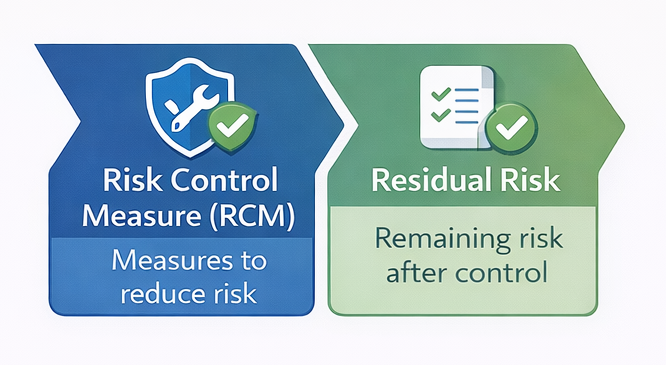 Risk Control
Measure (RCM)
Measures to
reduce risk
Residual Risk
Remaining risk
after control